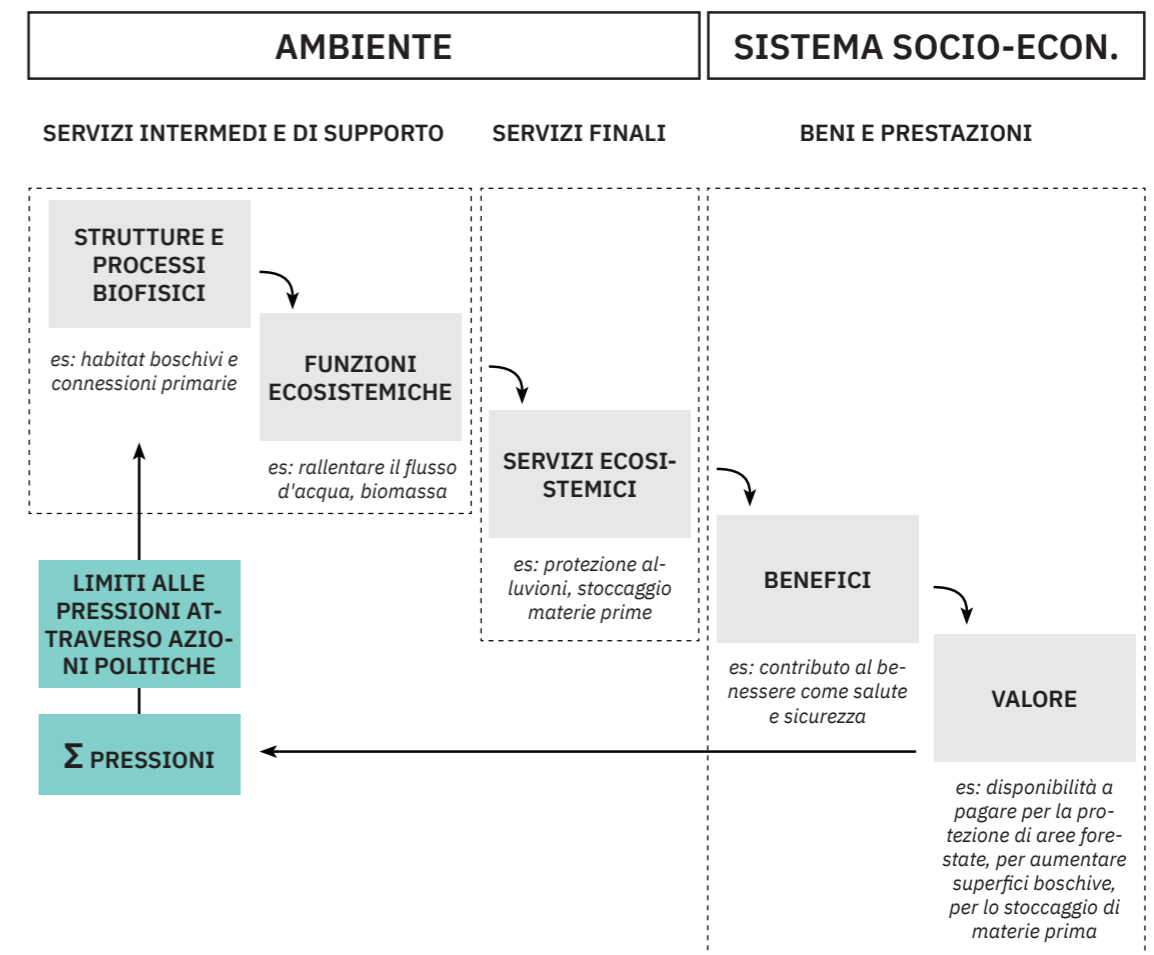 AMBIENTE
SISTEMA SOCIO-ECON.
SERVIZI INTERMEDI E DI SUPPORTO
SERVIZI FINALI
BENI E PRESTAZIONI
STRUTTURE E
PROCESSI
BIOFISICI
es: habitat boschivi e
connessioni primarie
FUNZIONI
ECOSISTEMICHE
es: rallentare il flusso
d'acqua, biomassa
SERVIZI ECOSI-
STEMICI
es: protezione al-
luvioni, stoccaggio
materie prime
BENEFICI
es: contributo al be-
nessere come salute
e sicurezza
VALORE
es: disponibilità a
pagare per la pro-
tezione di aree fore-
state, per aumentare
superfici boschive,
per lo stoccaggio di
materie prima
LIMITI ALLE
PRESSIONI AT-
TRAVERSO AZIO-
NI POLITICHE
Σ PRESSIONI